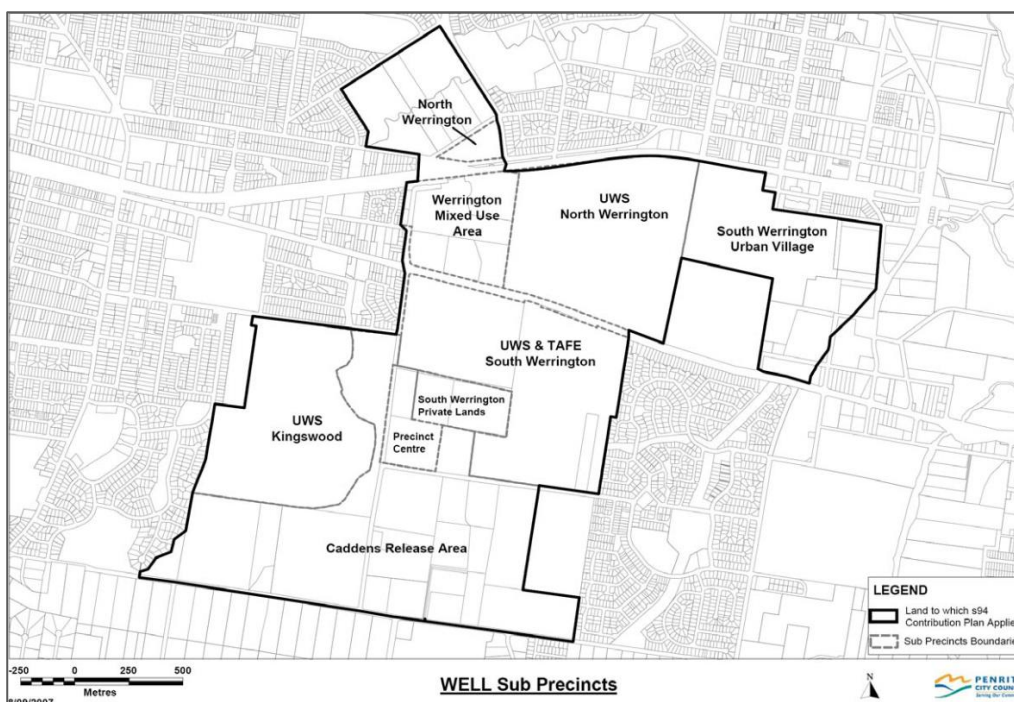 North
Werrington
Werrington
Mixed Use
Area
UWS
North Werrington
South Werrington
Urban Village
UWS & TAFE
South Werrington
South Werrington
Private Lands
UWS
Kingswood
Precinct
Centre
Caddens Release Area
LEGEND
Land to which s94
Contribution Plan Applie
Sub Precincts Boundarie
-250 0 250 500
Metres
WELL Sub Precincts
N
PENRIT
CITY COUNC